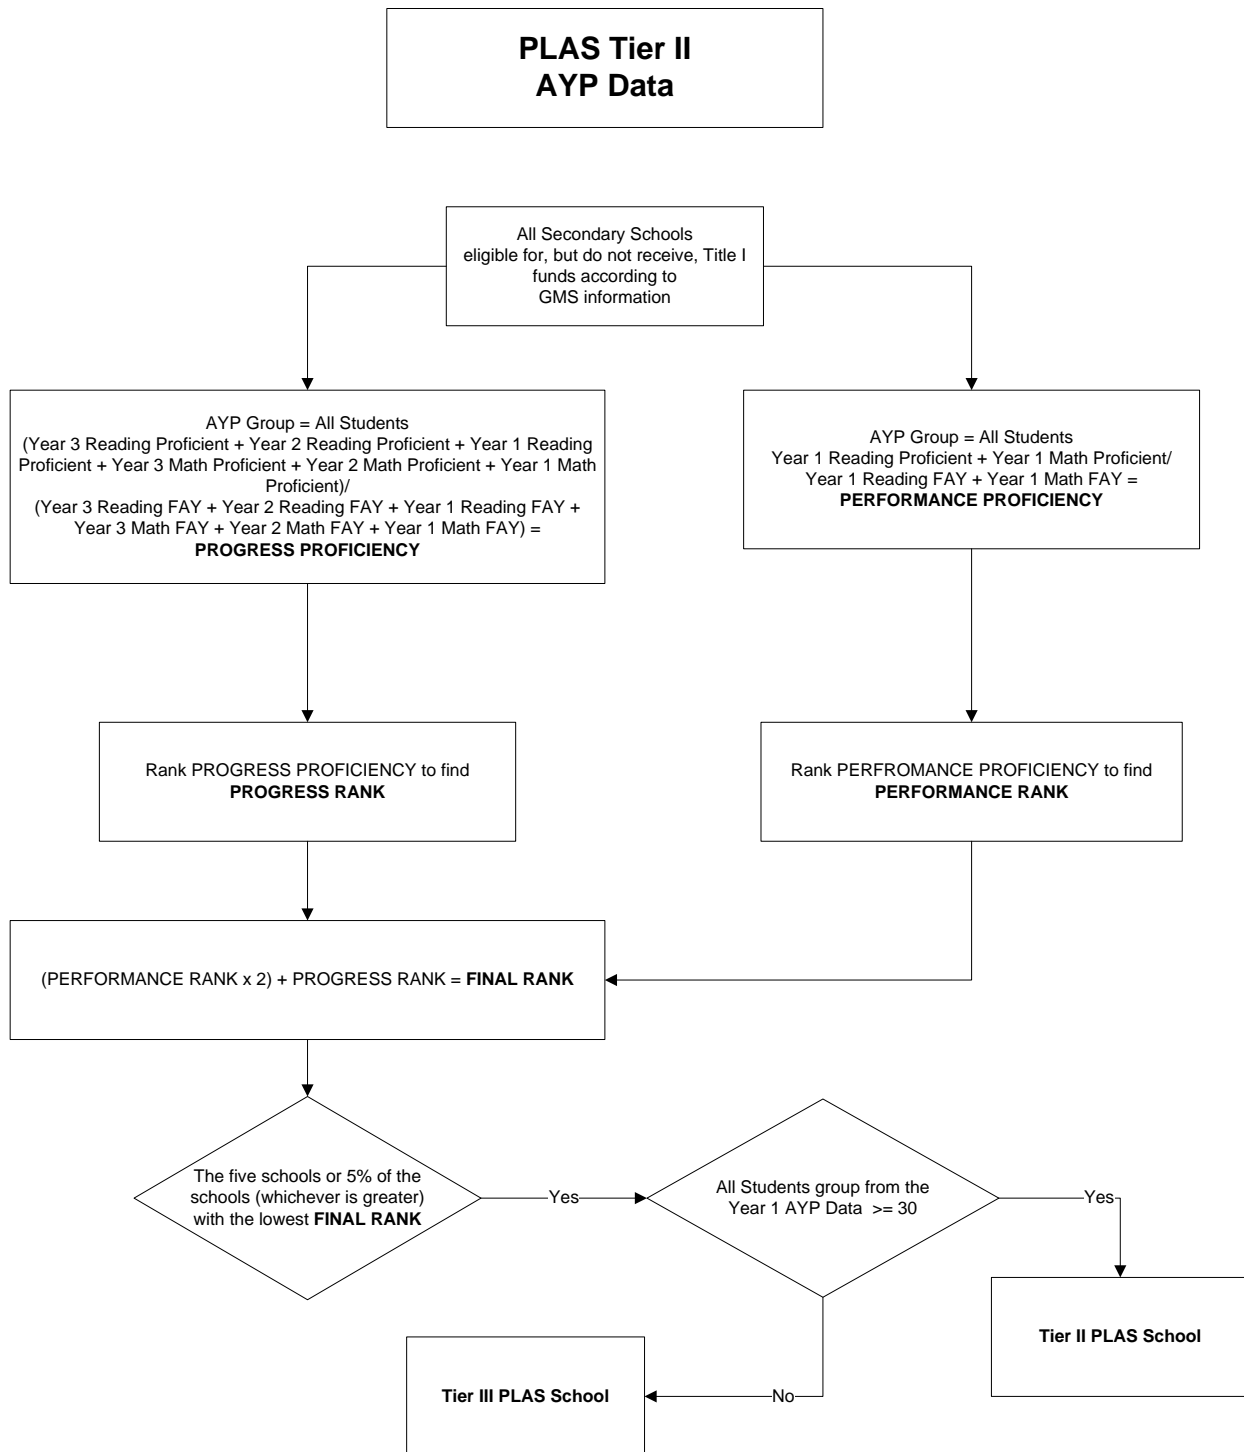 PLAS Tier II
AYP Data
All Secondary Schools
eligible for, but do not receive, Title I
funds according to
GMS information
AYP Group = All Students
(Year 3 Reading Proficient + Year 2 Reading Proficient + Year 1 Reading
Proficient + Year 3 Math Proficient + Year 2 Math Proficient + Year 1 Math
Proficient)/
(Year 3 Reading FAY + Year 2 Reading FAY + Year 1 Reading FAY +
Year 3 Math FAY + Year 2 Math FAY + Year 1 Math FAY) =
PROGRESS PROFICIENCY
AYP Group = All Students
Year 1 Reading Proficient + Year 1 Math Proficient/
Year 1 Reading FAY + Year 1 Math FAY =
PERFORMANCE PROFICIENCY
Rank PROGRESS PROFICIENCY to find
PROGRESS RANK
Rank PERFROMANCE PROFICIENCY to find
PERFORMANCE RANK
(PERFORMANCE RANK x 2) + PROGRESS RANK = FINAL RANK
The five schools or 5% of the
schools (whichever is greater)
with the lowest FINAL RANK
Yes
All Students group from the
Year 1 AYP Data >= 30
Yes
Tier II PLAS School
No
Tier III PLAS School